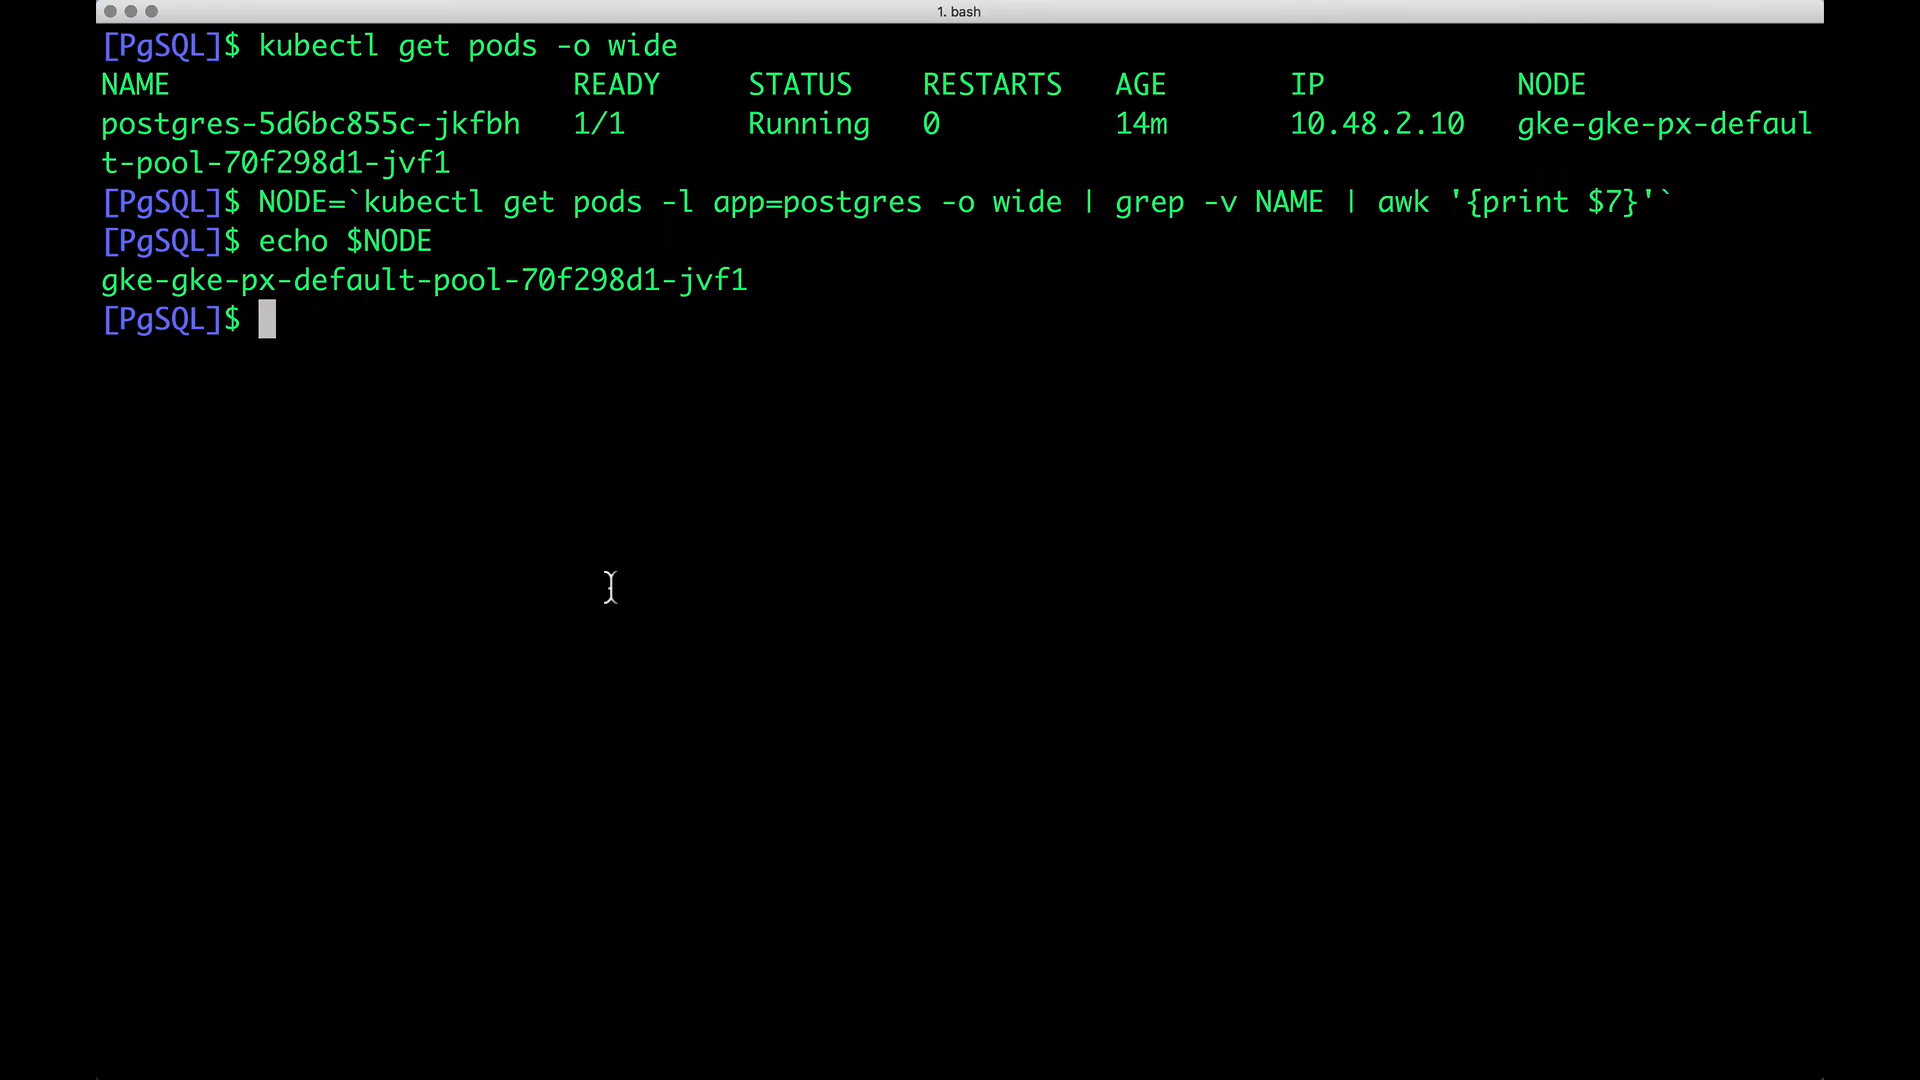 1. bash
[PgSQL]$ kubectl get pods -o wide
NAME READY STATUS RESTARTS AGE IP NODE
postgres-5d6bc855c-jkfbh 1/1 Running 0 14m 10.48.2.10 gke-gke-px-defaul
t-pool-70f298d1-jvf1
[PgSQL]$ NODE=`kubectl get pods -l app=postgres -o wide | grep -v NAME | awk '{print $7}'`
[PgSQL]$ echo $NODE
gke-gke-px-default-pool-70f298d1-jvf1
[PgSQL]$